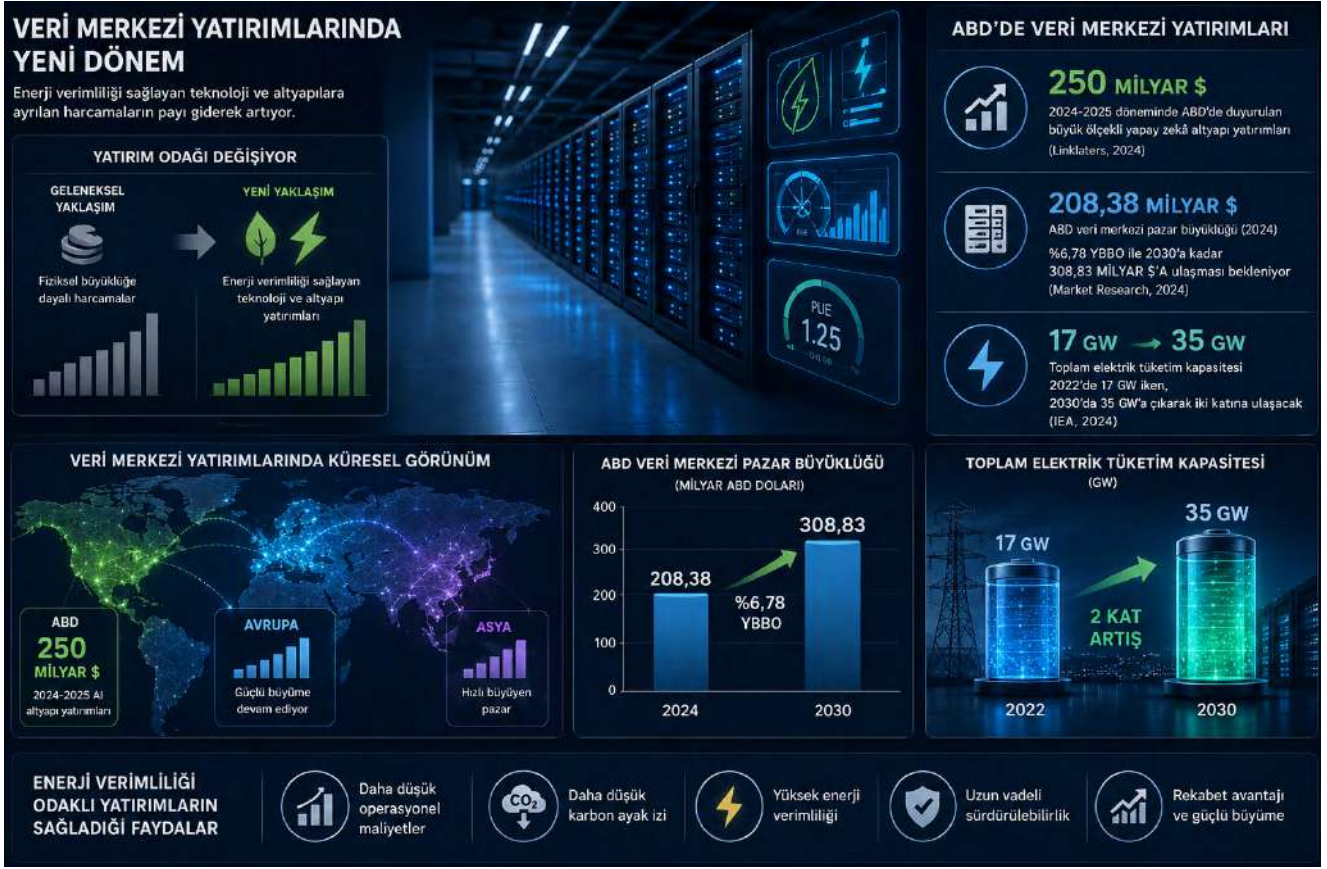 VERİ MERKEZİ YATIRIMLARINDA
YENİ DÖNEM
Enerji verimliliği sağlayan teknoloji ve altyapılara
ayrılan harcamaların payı giderek artıyor.
YATIRIM ODAĞI DEĞİŞİYOR
GELENEKSEL
YAKLAŞIM
Fiziksel büyüklüğe
dayalı harcamalar
YENİ YAKLAŞIM
Enerji verimliliği sağlayan
teknoloji ve altyapı
yatırımları
PUE
PUE
1.25
ABD'DE VERİ MERKEZİ YATIRIMLARI
250 MİLYAR $
2024-2025 döneminde ABD'de duyurulan
büyük ölçekli yapay zekâ altyapı yatırımları
(Linklaters, 2024)
208,38 MİLYAR $
ABD veri merkezi pazar büyüklüğü (2024)
%6,78 YBBO ile 2030'a kadar
308,83 MİLYAR $'A ulaşması bekleniyor
(Market Research, 2024)
17 GW → 35 GW
Toplam elektrik tüketim kapasitesi
2022'de 17 GW iken,
2030'da 35 GW'a çıkarak iki katına ulaşacak
(IEA, 2024)
VERİ MERKEZİ YATIRIMLARINDA KÜRESEL GÖRÜNÜM
ABD
250
MİLYAR $
2024-2025 AI
altyapı yatırımları
AVRUPA
Güçlü büyüme
devam ediyor
ASYA
Hızlı büyüyen
pazar
ABD VERİ MERKEZİ PAZAR BÜYÜKLÜĞÜ
(MİLYAR ABD DOLARI)
400
300
200
100
0
208,38
308,83
%6,78
YBBO
2024
2030
TOPLAM ELEKTRİK TÜKETİM KAPASİTESİ
(GW)
17 GW
35 GW
2 KAT
ARTIŞ
2022
2030
ENERJİ VERİMLİLİĞİ
ODAKLI YATIRIMLARIN
SAĞLADIĞI FAYDALAR
Daha düşük
operasyonel
maliyetler
CO₂
Daha düşük
karbon ayak izi
Yüksek enerji
verimliliği
Uzun vadeli
sürdürülebilirlik
Rekabet avantajı
ve güçlü büyüme